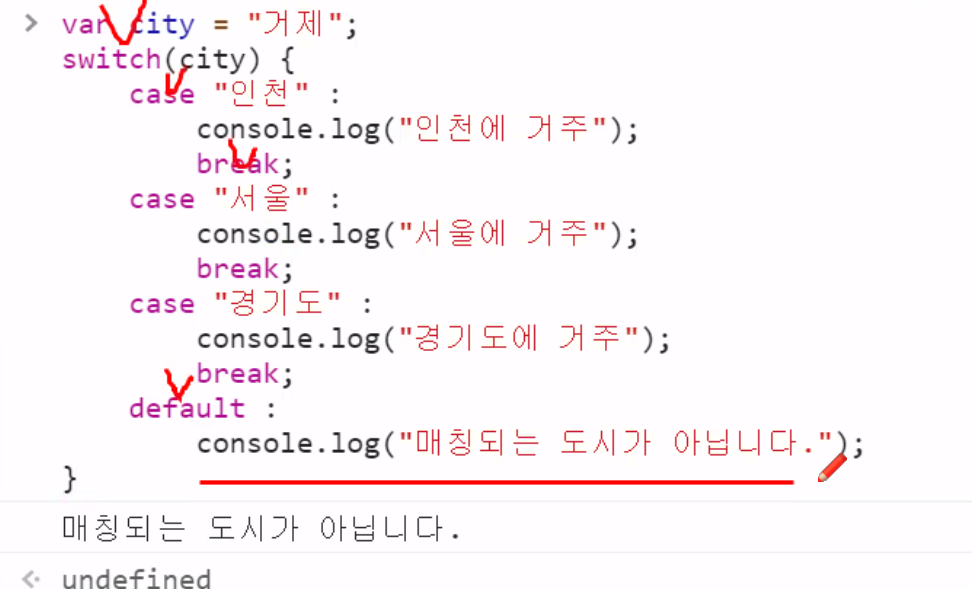 > var city = "거제";
switch(city) {
case "인천" :
console.log("인천에 거주");
break;
case "서울" :
console.log("서울에 거주");
break;
case "경기도" :
console.log("경기도에 거주");
break;
default :
console.log("매칭되는 도시가 아닙니다.");
}
매칭되는 도시가 아닙니다.
undefined